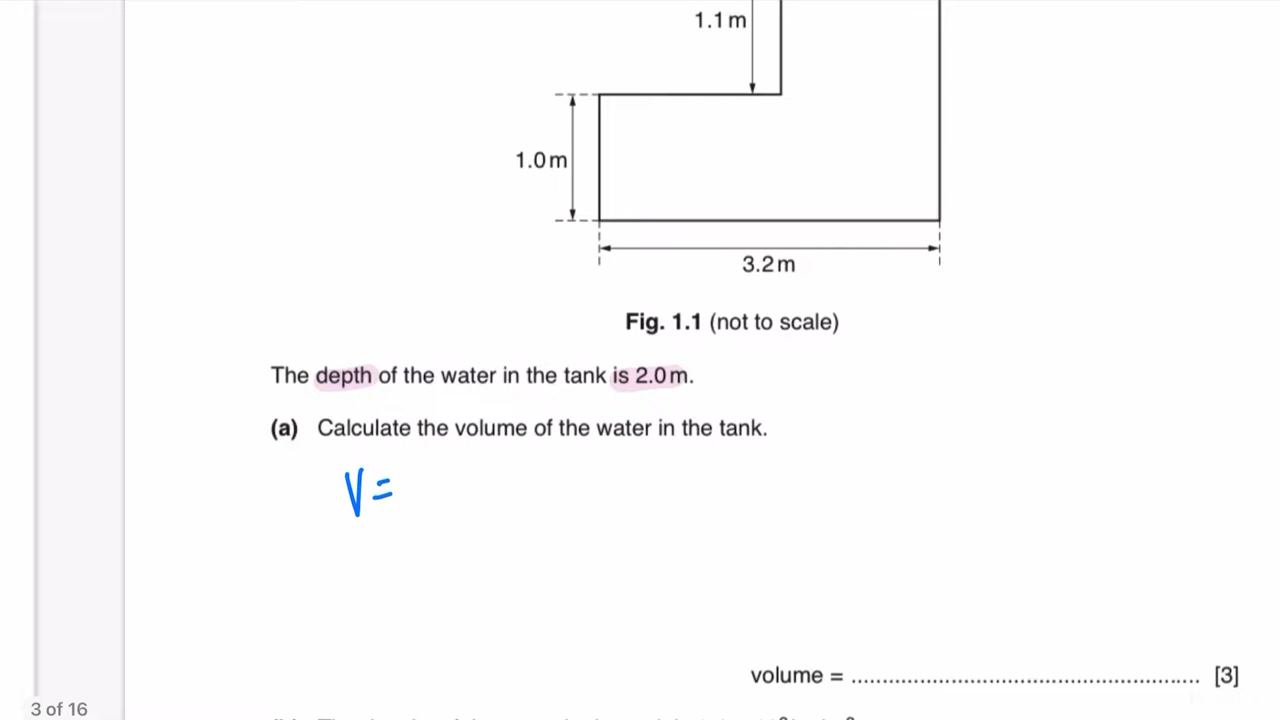 1.1 m
1.0 m
3.2 m
Fig. 1.1 (not to scale)
The depth of the water in the tank is 2.0 m.
(a) Calculate the volume of the water in the tank.
V =
volume = ........................................................ [3]
3 of 16